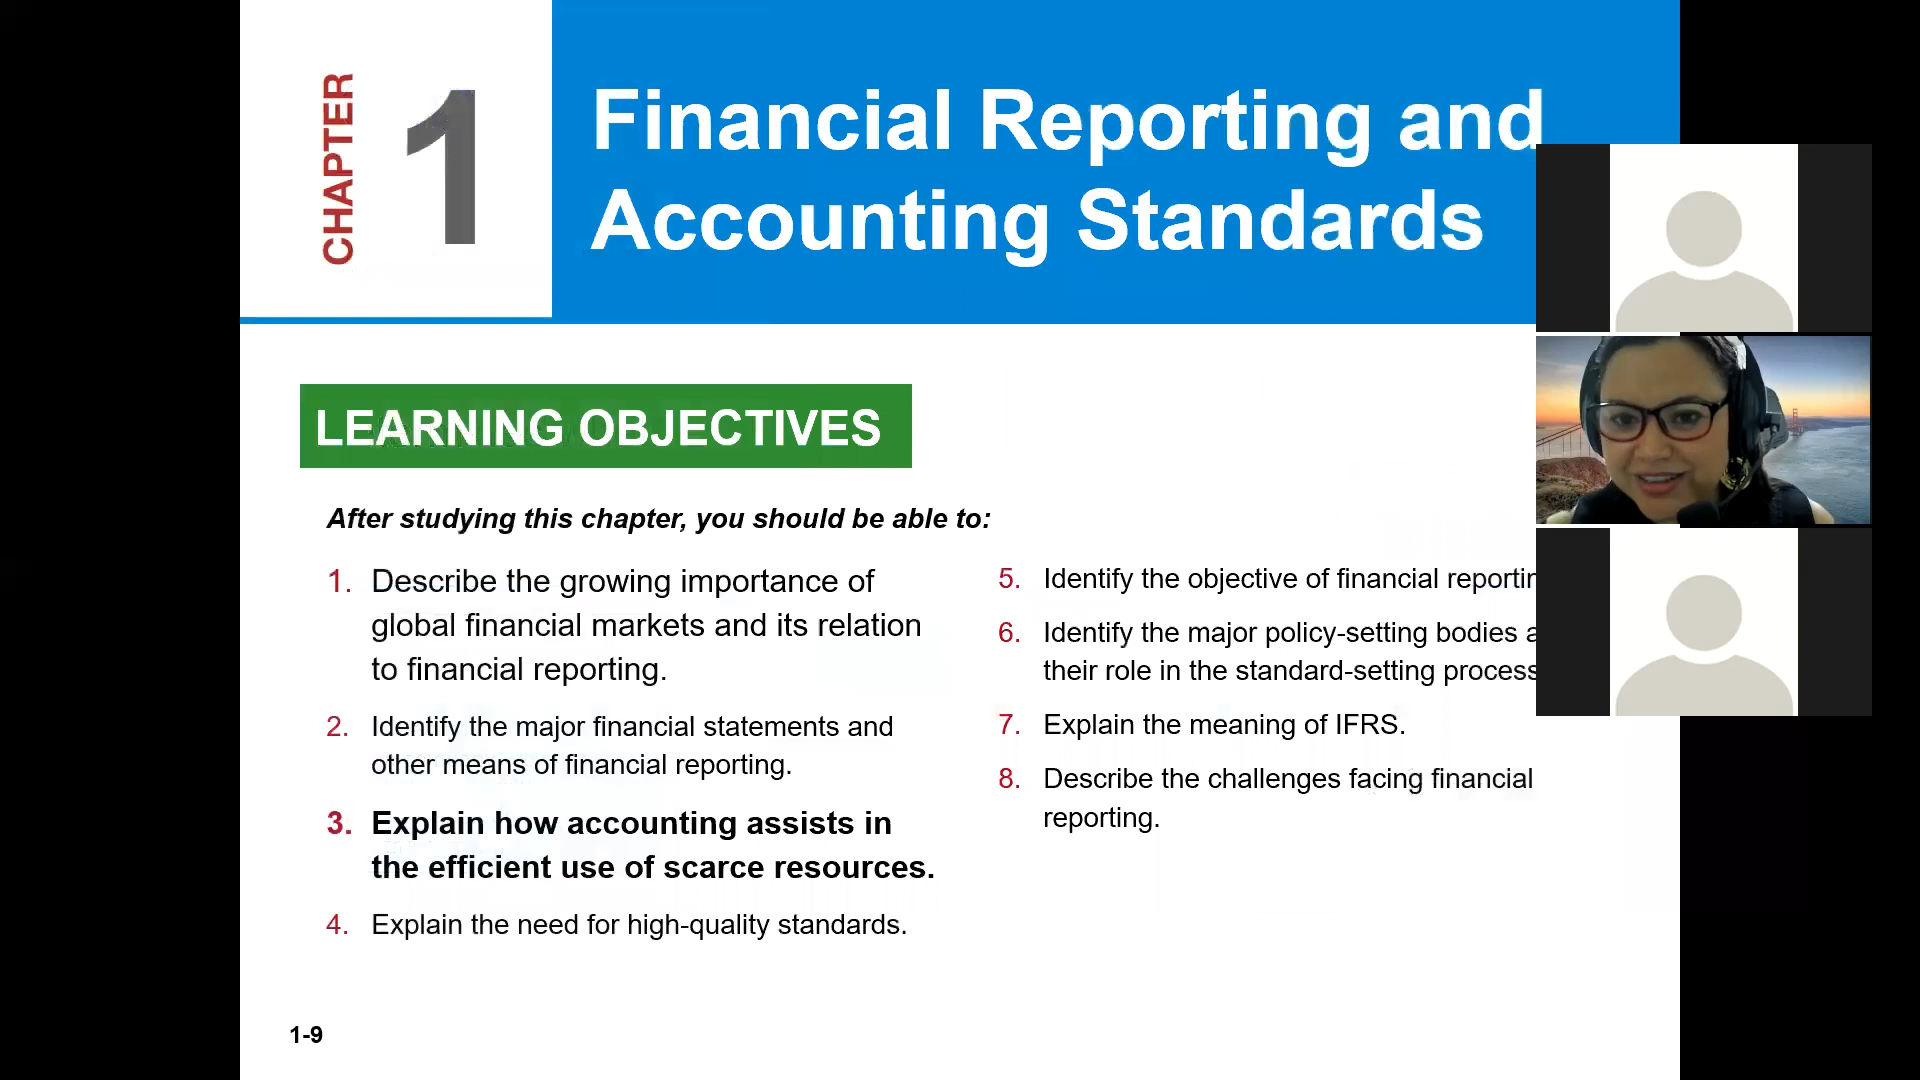 CHAPTER 1
Financial Reporting and
Accounting Standards
LEARNING OBJECTIVES
After studying this chapter, you should be able to:
1. Describe the growing importance of
global financial markets and its relation
to financial reporting.
2. Identify the major financial statements and
other means of financial reporting.
3. Explain how accounting assists in
the efficient use of scarce resources.
4. Explain the need for high-quality standards.
5. Identify the objective of financial
6. Identify the major policy-setting bodies
their role in the standard-setting process
7. Explain the meaning of IFRS.
8. Describe the challenges facing financial
reporting.
1-9